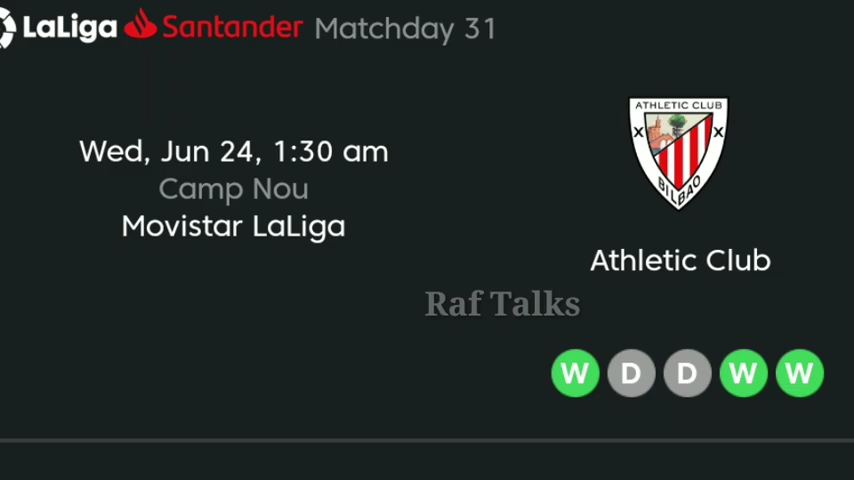 LaLiga Santander Matchday 31
ATHLETIC CLUB
X X
BILBAO
Wed, Jun 24, 1:30 am
Camp Nou
Movistar LaLiga
Athletic Club
Raf Talks
W D D W W